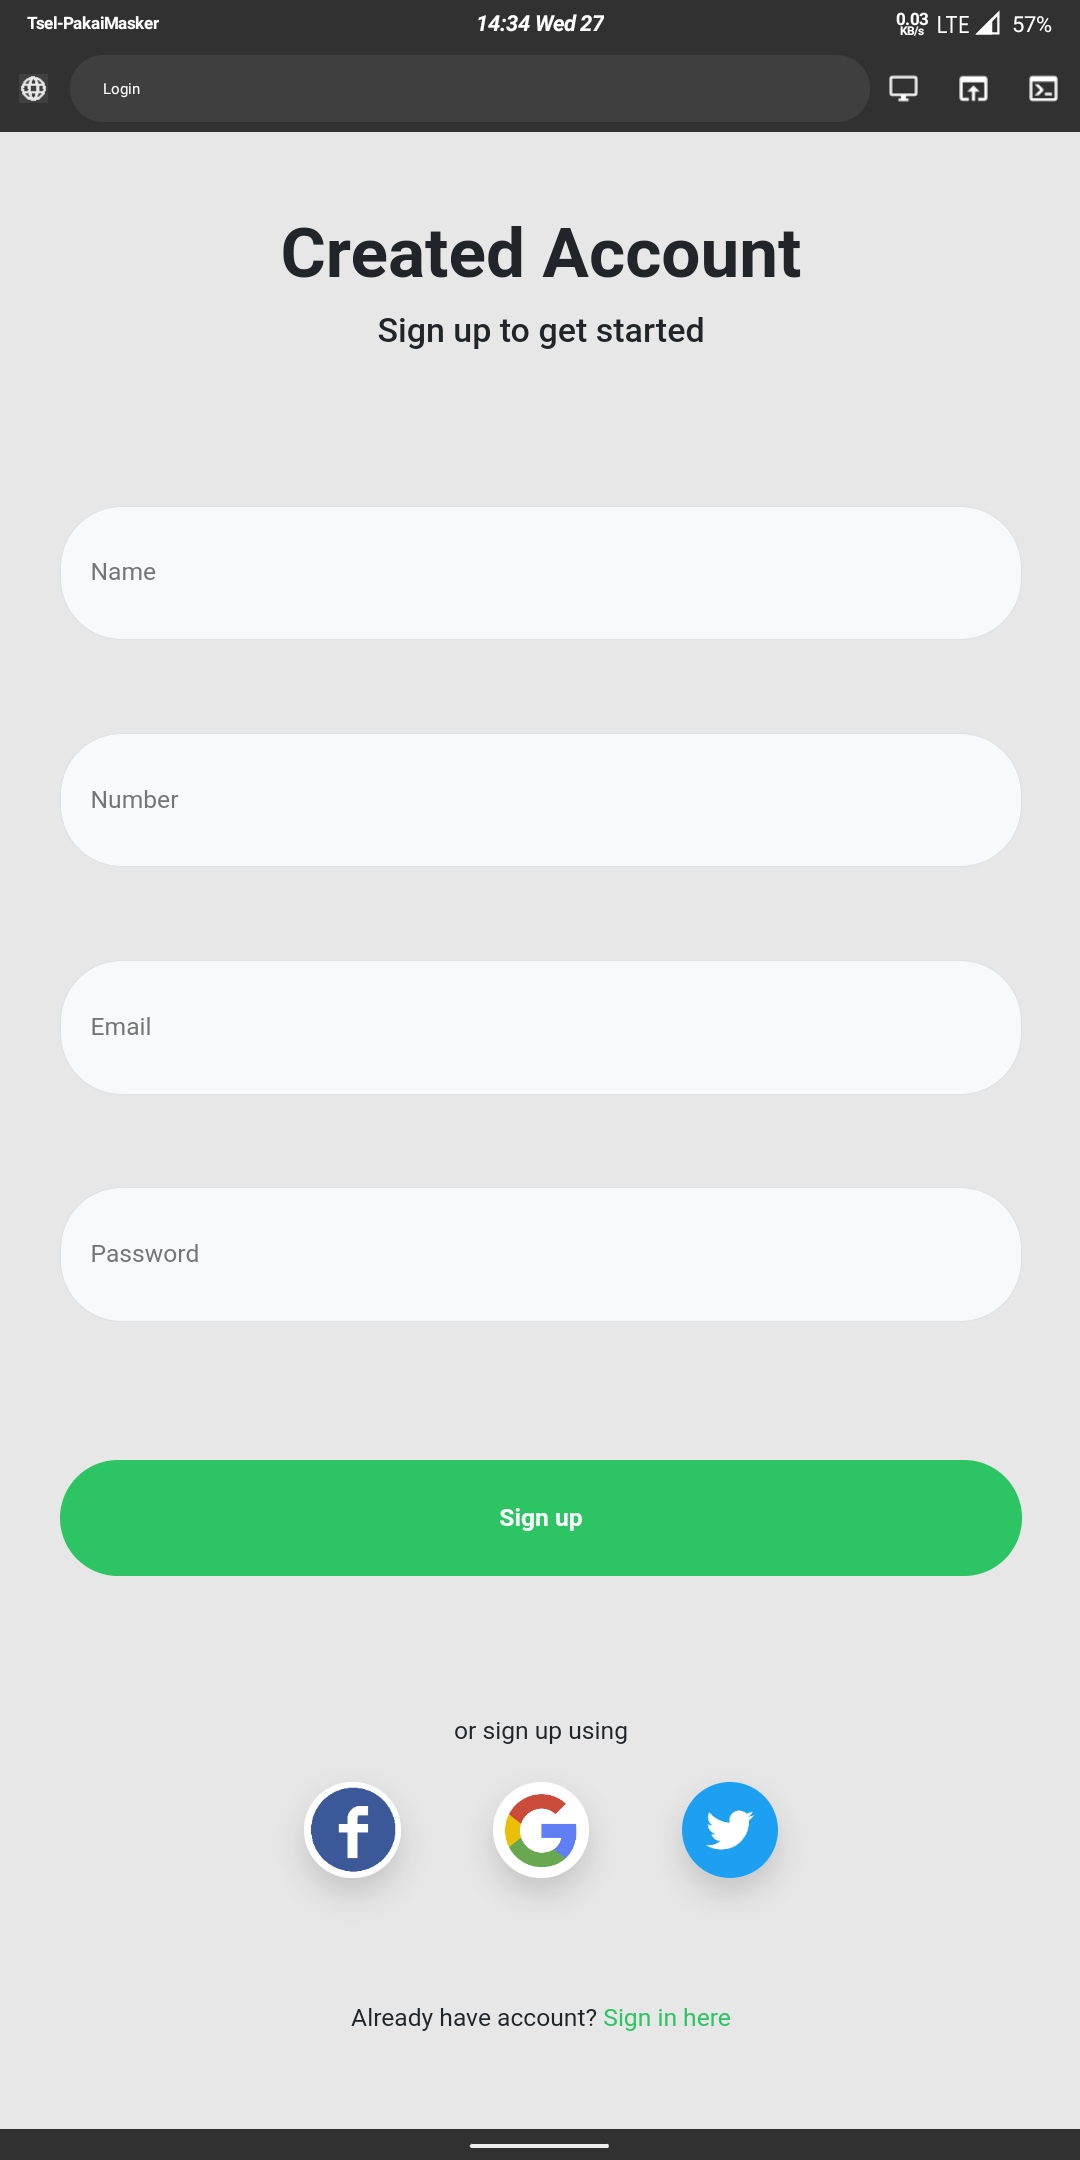 Tsel-PakaiMasker 14:34 Wed 27 0.03 KB/s LTE 57%
Login
Created Account
Sign up to get started
Name
Number
Email
Password
Sign up
or sign up using
Already have account? Sign in here